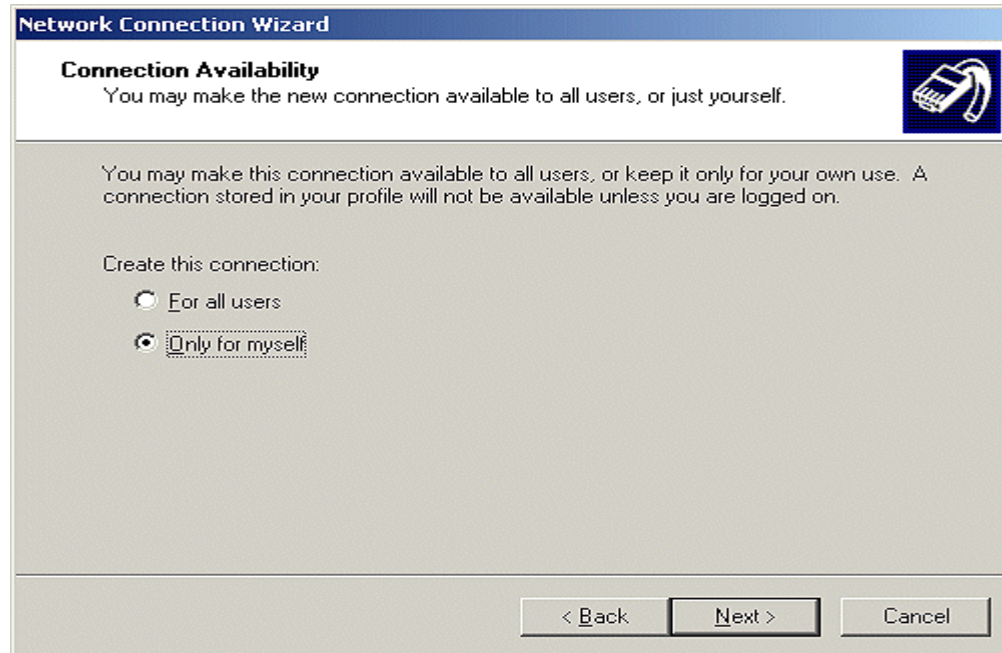 Network Connection Wizard
Connection Availability
You may make the new connection available to all users, or just yourself.
You may make this connection available to all users, or keep it only for your own use. A
connection stored in your profile will not be available unless you are logged on.
Create this connection:
For all users
Only for myself
< Back
Next >
Cancel